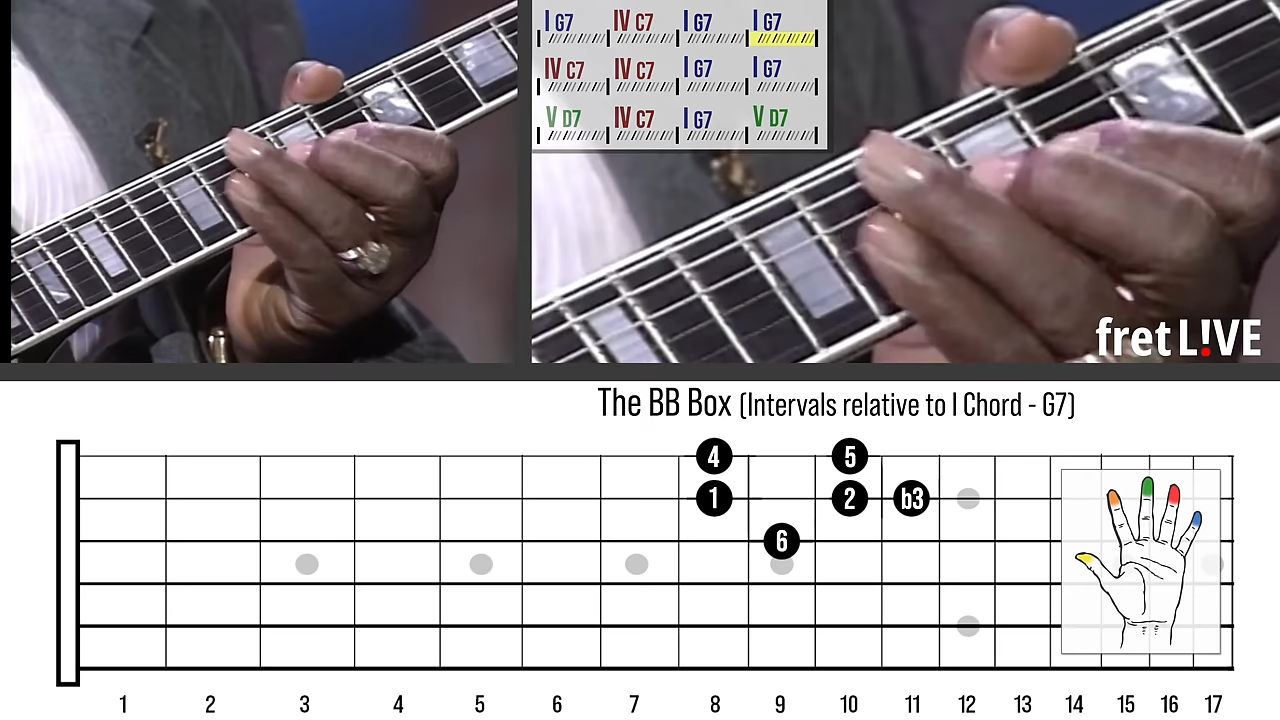 I G7 IV C7 I G7 I G7
IV C7 IV C7 I G7 I G7
V D7 IV C7 I G7 V D7
fret L!VE
The BB Box (Intervals relative to I Chord - G7)
4 5
1 2 b3
6
1 2 3 4 5 6 7 8 9 10 11 12 13 14 15 16 17